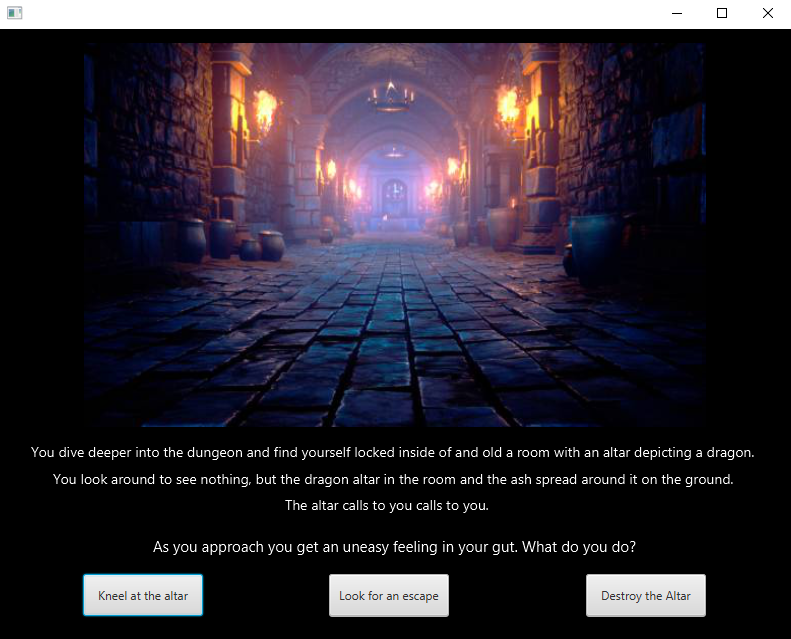 You dive deeper into the dungeon and find yourself locked inside of and old a room with an altar depicting a dragon.
You look around to see nothing, but the dragon altar in the room and the ash spread around it on the ground.
The altar calls to you calls to you.
As you approach you get an uneasy feeling in your gut. What do you do?
Kneel at the altar
Look for an escape
Destroy the Altar